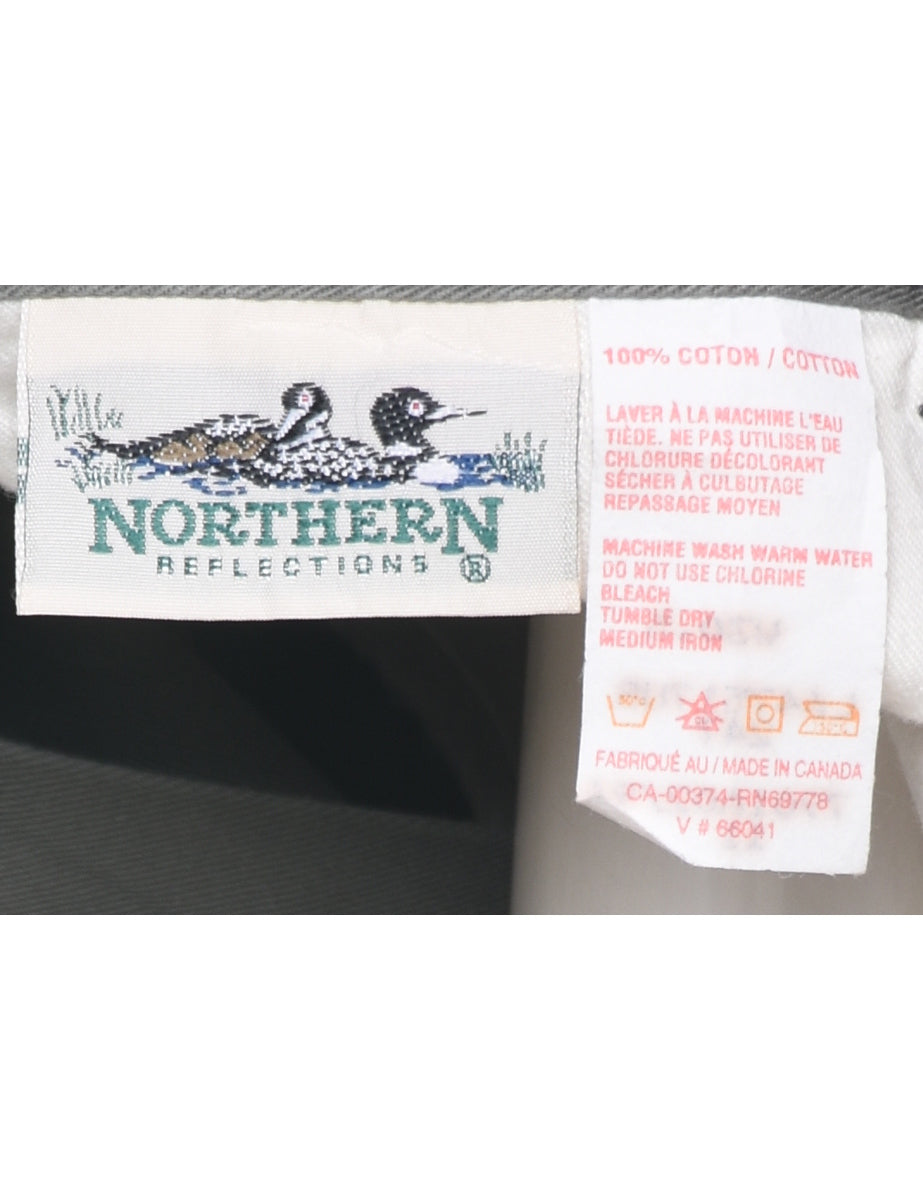 NORTHERN
REFLECTIONS ®
100% COTON / COTTON
LAVER À LA MACHINE L'EAU
TIÈDE. NE PAS UTILISER DE
CHLORURE DÉCOLORANT
SÉCHER À CULBUTAGE
REPASSAGE MOYEN
MACHINE WASH WARM WATER
DO NOT USE CHLORINE
BLEACH
TUMBLE DRY
MEDIUM IRON
50°C
FABRIQUÉ AU / MADE IN CANADA
CA-00374-RN69778
V # 66041